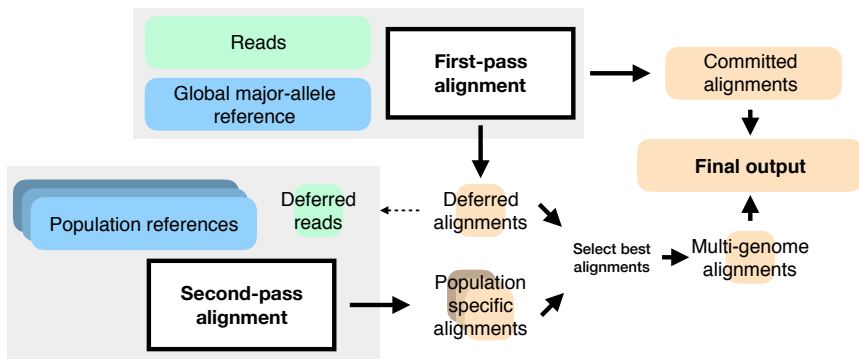 Reads
Global major-allele
reference
First-pass
alignment
Committed
alignments
Final output
Population references
Deferred
reads
Deferred
alignments
Select best
alignments
Multi-genome
alignments
Second-pass
alignment
Population
specific
alignments